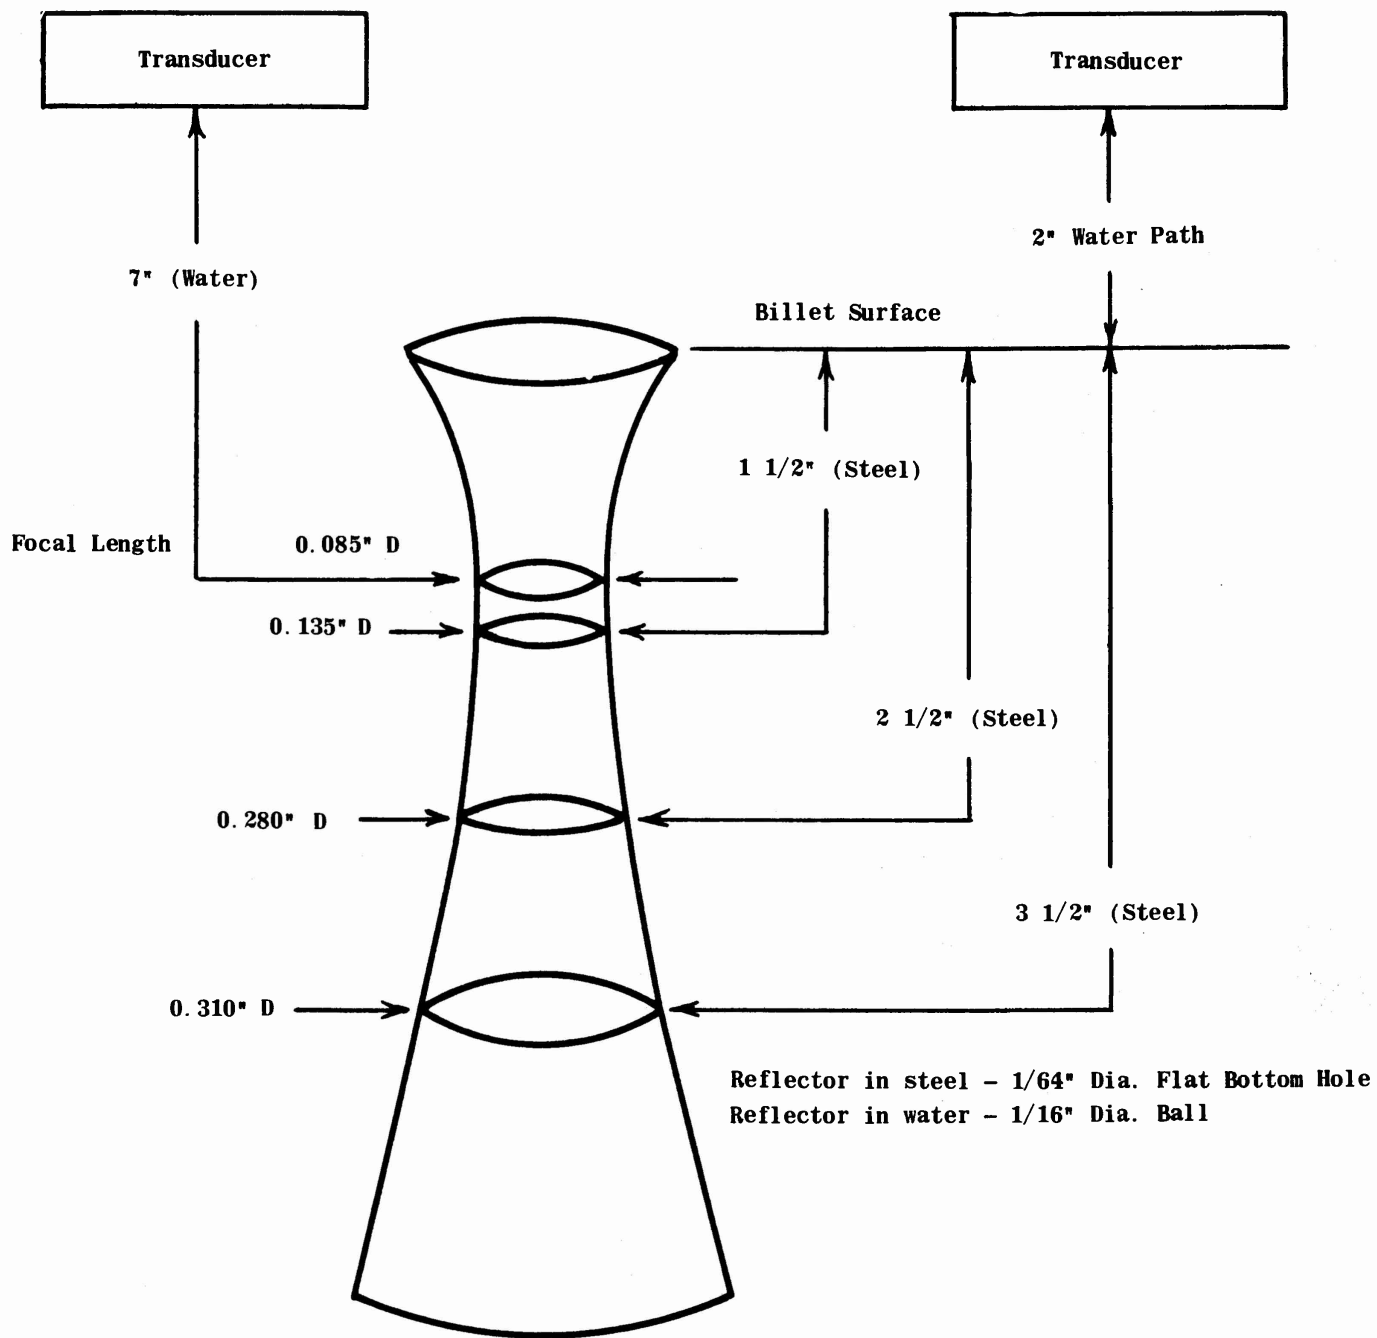 Transducer
Transducer
2" Water Path
7" (Water)
Billet Surface
1 1/2" (Steel)
Focal Length
0.085" D
0.135" D
2 1/2" (Steel)
0.280" D
3 1/2" (Steel)
0.310" D
Reflector in steel - 1/64" Dia. Flat Bottom Hole
Reflector in water - 1/16" Dia. Ball